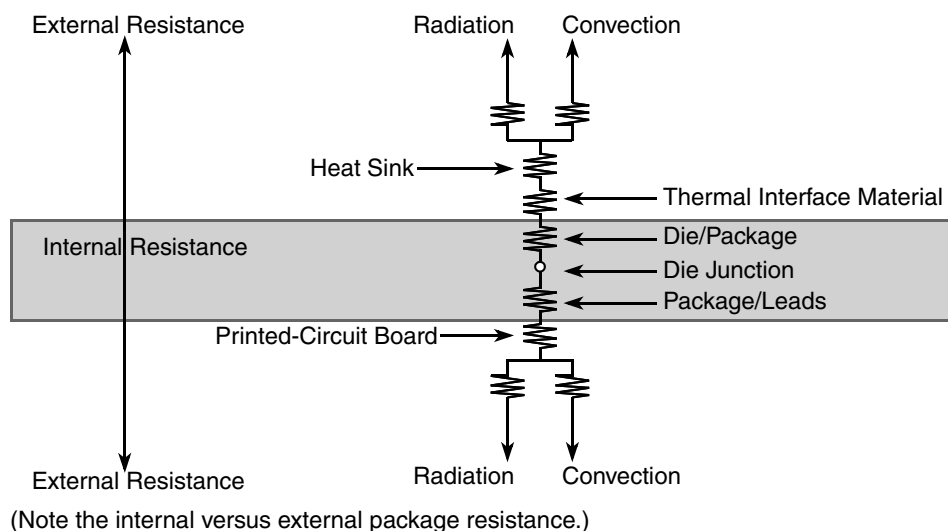 External Resistance
Radiation
Convection
Heat Sink
Thermal Interface Material
Internal Resistance
Die/Package
Die Junction
Package/Leads
Printed-Circuit Board
External Resistance
Radiation
Convection
(Note the internal versus external package resistance.)